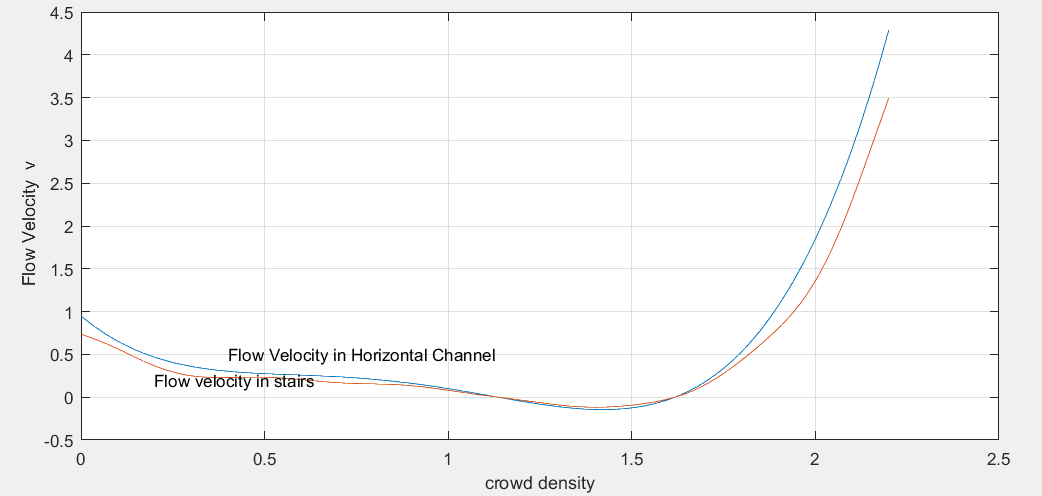 4.5
4
3.5
3
2.5
2
1.5
1
0.5
0
-0.5
Flow Velocity v
Flow Velocity in Horizontal Channel
Flow velocity in stairs
0 0.5 1 1.5 2 2.5
crowd density